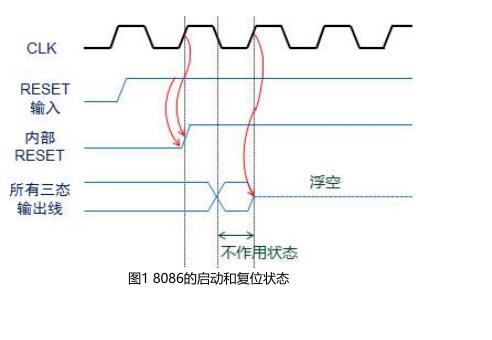 CLK
RESET
输入
内部
RESET
所有三态
输出线
浮空
不作用状态
图1 8086的启动和复位状态